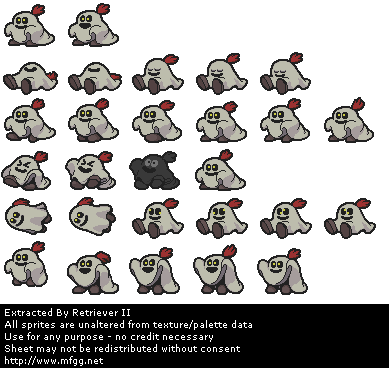 Extracted By Retriever II
All sprites are unaltered from texture/palette data
Use for any purpose - no credit necessary
Sheet may not be redistributed without consent
http://www.mfgg.net